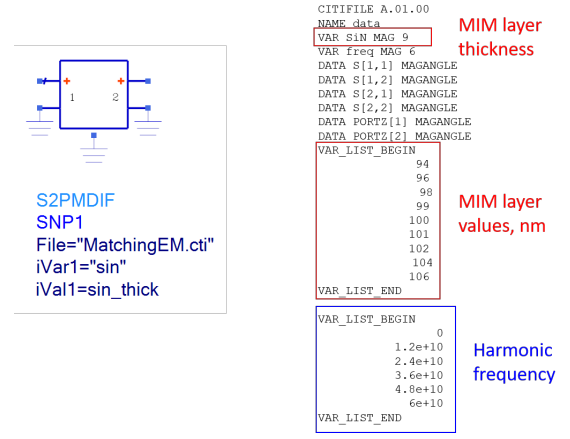 1
2
S2PMDIF
SNP1
File="MatchingEM.cti"
iVar1="sin"
iVal1=sin_thick
CITIFILE A.01.00
NAME data
VAR SiN MAG 9
VAR freq MAG 6
DATA S[1,1] MAGANGLE
DATA S[1,2] MAGANGLE
DATA S[2,1] MAGANGLE
DATA S[2,2] MAGANGLE
DATA PORTZ[1] MAGANGLE
DATA PORTZ[2] MAGANGLE
VAR_LIST_BEGIN
94
96
98
99
100
101
102
104
106
VAR_LIST_END
VAR_LIST_BEGIN
0
1.2e+10
2.4e+10
3.6e+10
4.8e+10
6e+10
VAR_LIST_END
MIM layer
thickness
MIM layer
values, nm
Harmonic
frequency